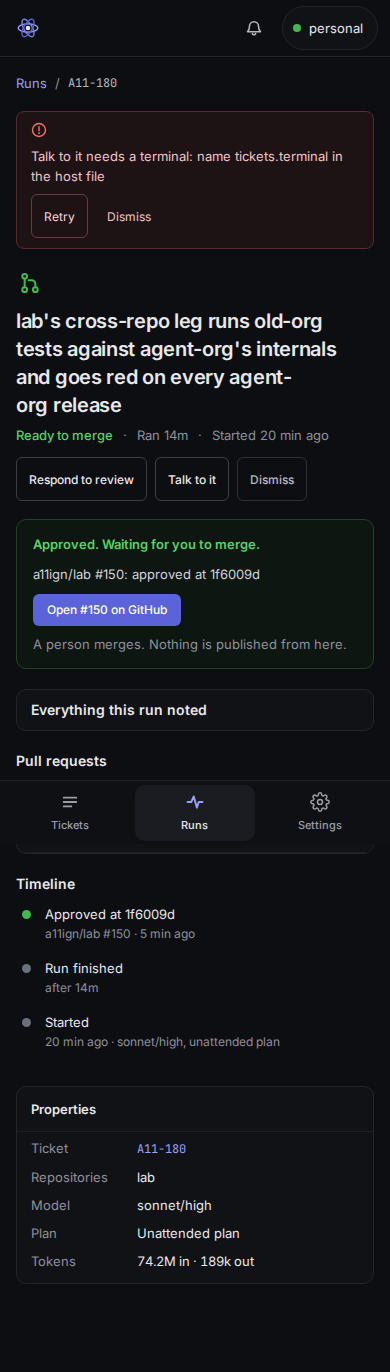 personal
Runs / A11-180
Talk to it needs a terminal: name tickets.terminal in
the host file
Retry Dismiss
lab's cross-repo leg runs old-org
tests against agent-org's internals
and goes red on every agent-
org release
Ready to merge · Ran 14m · Started 20 min ago
Respond to review Talk to it Dismiss
Approved. Waiting for you to merge.
a11ign/lab #150: approved at 1f6009d
Open #150 on GitHub
A person merges. Nothing is published from here.
Everything this run noted
Pull requests
Tickets Runs Settings
Timeline
Approved at 1f6009d
a11ign/lab #150 · 5 min ago
Run finished
after 14m
Started
20 min ago · sonnet/high, unattended plan
Properties
Ticket A11-180
Repositories lab
Model sonnet/high
Plan Unattended plan
Tokens 74.2M in · 189k out